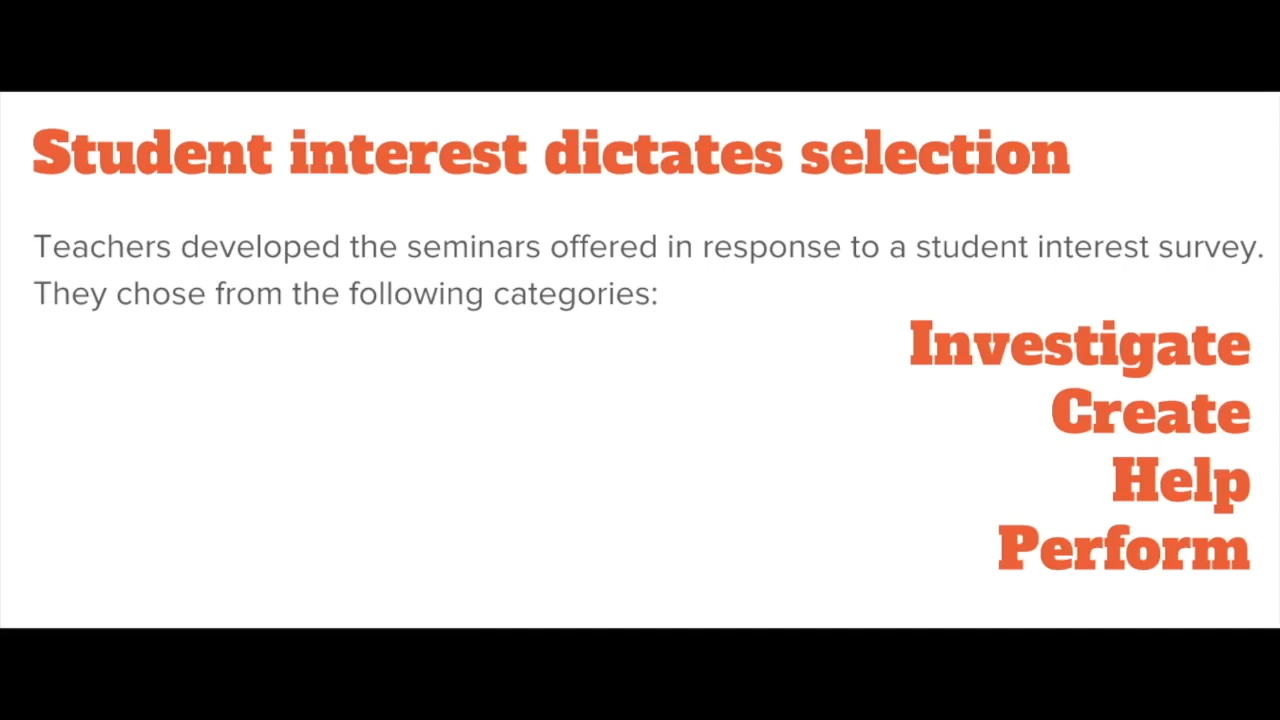 Student interest dictates selection
Teachers developed the seminars offered in response to a student interest survey.
They chose from the following categories:
Investigate
Create
Help
Perform